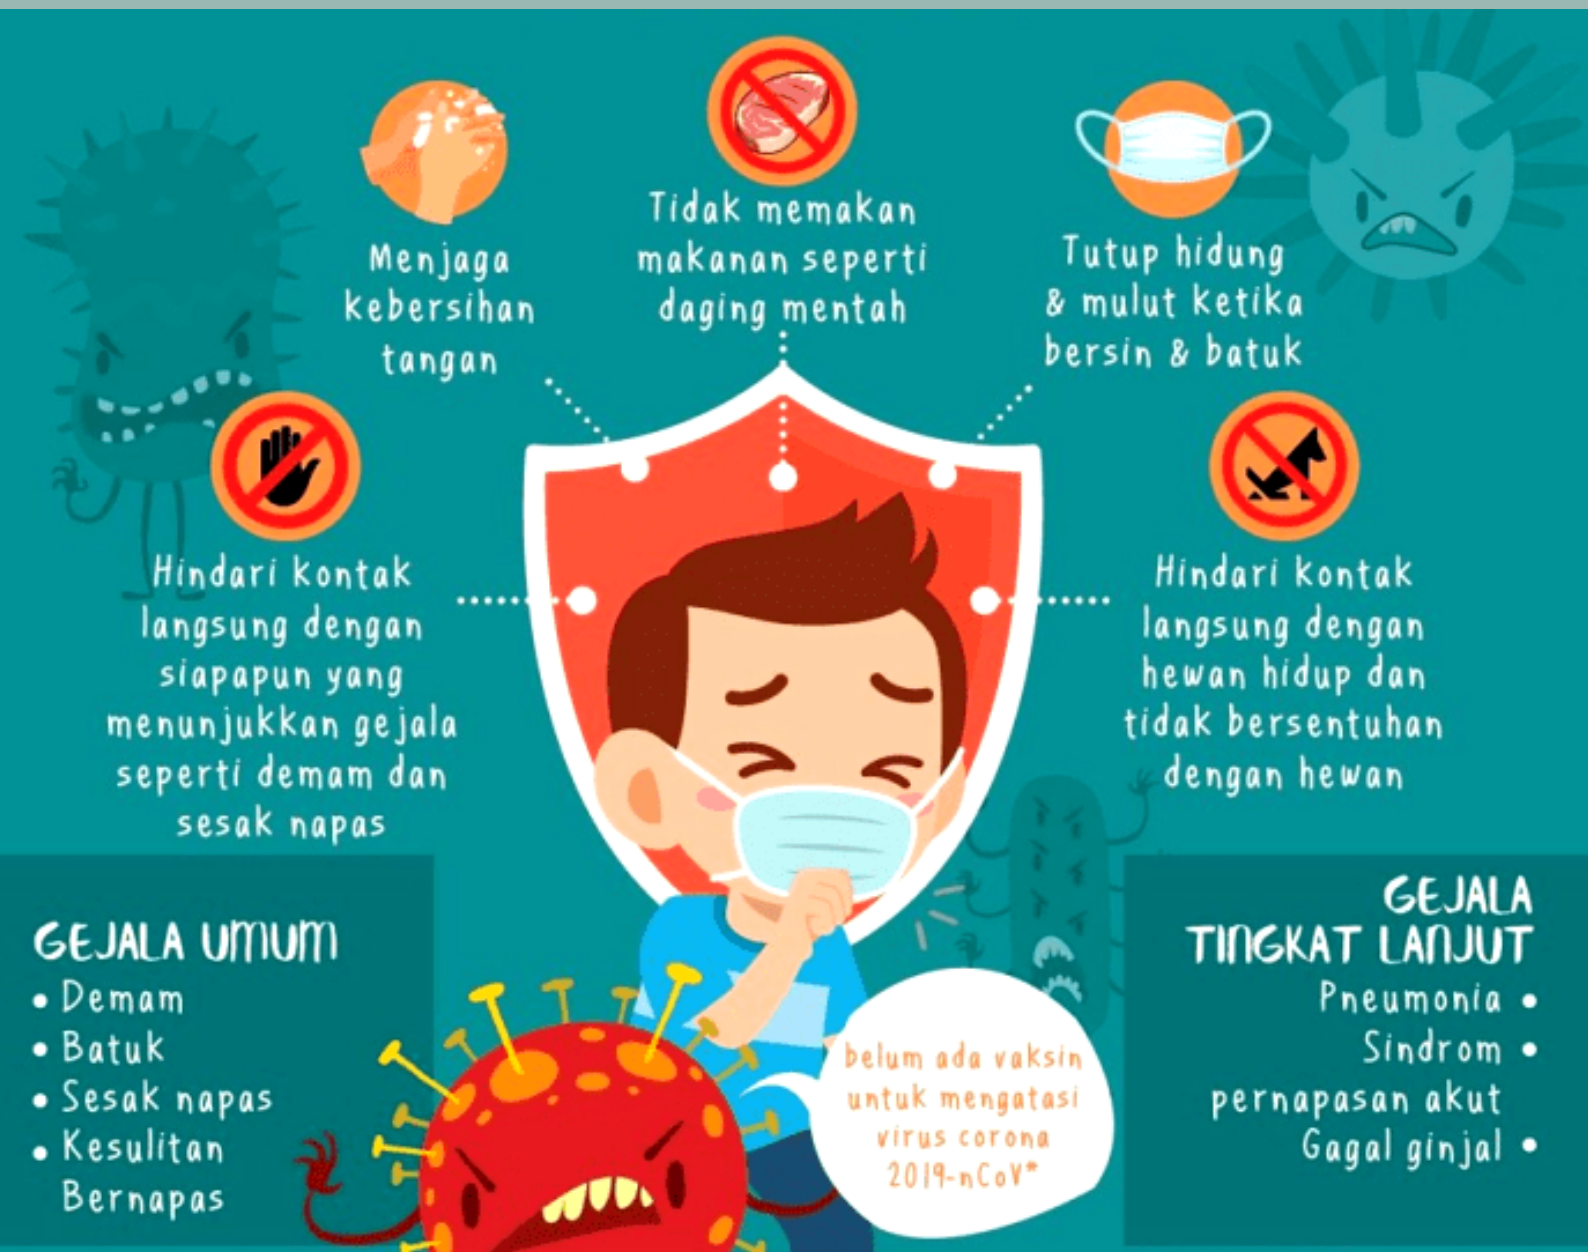 Menjaga
kebersihan
tangan
Tidak memakan
makanan seperti
daging mentah
Tutup hidung
& mulut ketika
bersin & batuk
Hindari kontak
langsung dengan
siapapun yang
menunjukkan gejala
seperti demam dan
sesak napas
Hindari kontak
langsung dengan
hewan hidup dan
tidak bersentuhan
dengan hewan
GEJALA UMUM
• Demam
• Batuk
• Sesak napas
• Kesulitan
Bernapas
belum ada vaksin
untuk mengatasi
virus corona
2019-nCoV*
GEJALA
TINGKAT LANJUT
Pneumonia •
Sindrom •
pernapasan akut
Gagal ginjal •